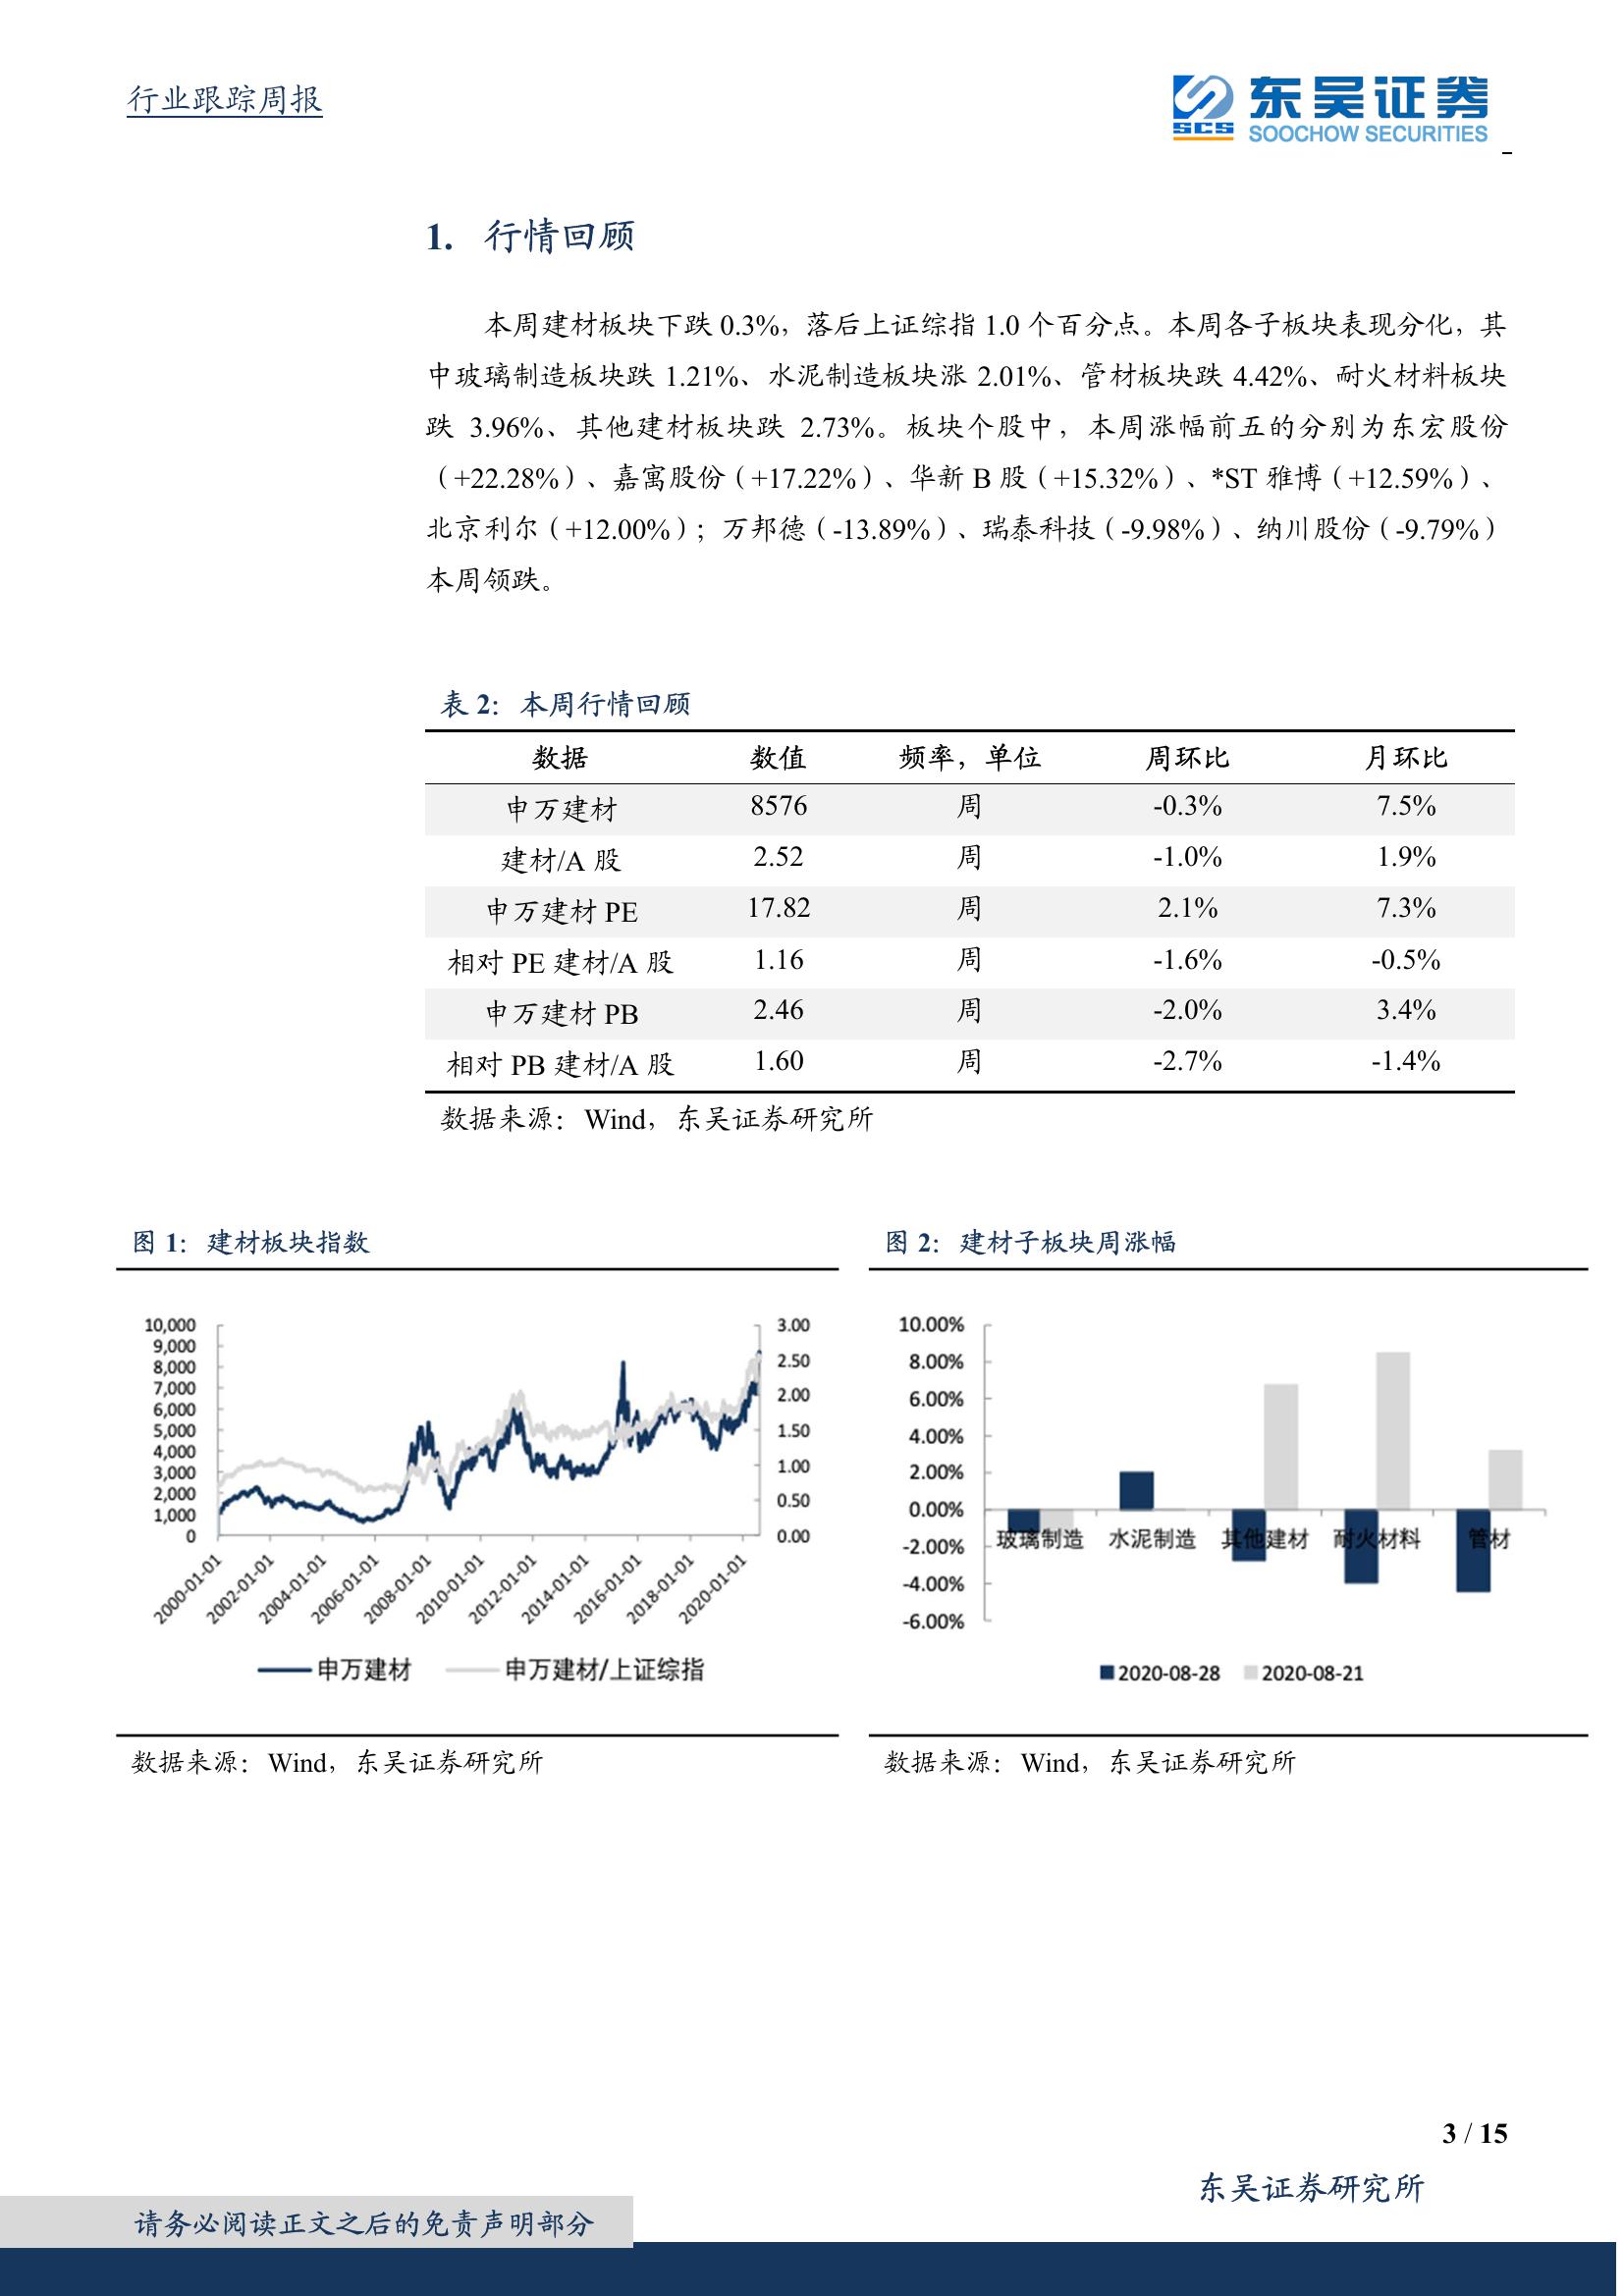 行业跟踪周报
东吴证券
SCS
SOOCHOW SECURITIES
1. 行情回顾
本周建材板块下跌 0.3%，落后上证综指 1.0 个百分点。本周各子板块表现分化，其
中玻璃制造板块跌 1.21%、水泥制造板块涨 2.01%、管材板块跌 4.42%、耐火材料板块
跌 3.96%、其他建材板块跌 2.73%。板块个股中，本周涨幅前五的分别为东宏股份
（+22.28%）、嘉寓股份（+17.22%）、华新 B 股（+15.32%）、*ST 雅博（+12.59%）、
北京利尔（+12.00%）；万邦德（-13.89%）、瑞泰科技（-9.98%）、纳川股份（-9.79%）
本周领跌。
表 2：本周行情回顾
数据 数值 频率，单位 周环比 月环比
申万建材 8576 周 -0.3% 7.5%
建材/A 股 2.52 周 -1.0% 1.9%
申万建材 PE 17.82 周 2.1% 7.3%
相对 PE 建材/A 股 1.16 周 -1.6% -0.5%
申万建材 PB 2.46 周 -2.0% 3.4%
相对 PB 建材/A 股 1.60 周 -2.7% -1.4%
数据来源：Wind，东吴证券研究所
图 1：建材板块指数
10,000
9,000
8,000
7,000
6,000
5,000
4,000
3,000
2,000
1,000
0
3.00
2.50
2.00
1.50
1.00
0.50
0.00
2000-01-01
2002-01-01
2004-01-01
2006-01-01
2008-01-01
2010-01-01
2012-01-01
2014-01-01
2016-01-01
2018-01-01
2020-01-01
申万建材 申万建材/上证综指
数据来源：Wind，东吴证券研究所
图 2：建材子板块周涨幅
10.00%
8.00%
6.00%
4.00%
2.00%
0.00%
-2.00%
-4.00%
-6.00%
玻璃制造 水泥制造 其他建材 耐火材料 管材
2020-08-28 2020-08-21
数据来源：Wind，东吴证券研究所
3 / 15
东吴证券研究所
请务必阅读正文之后的免责声明部分